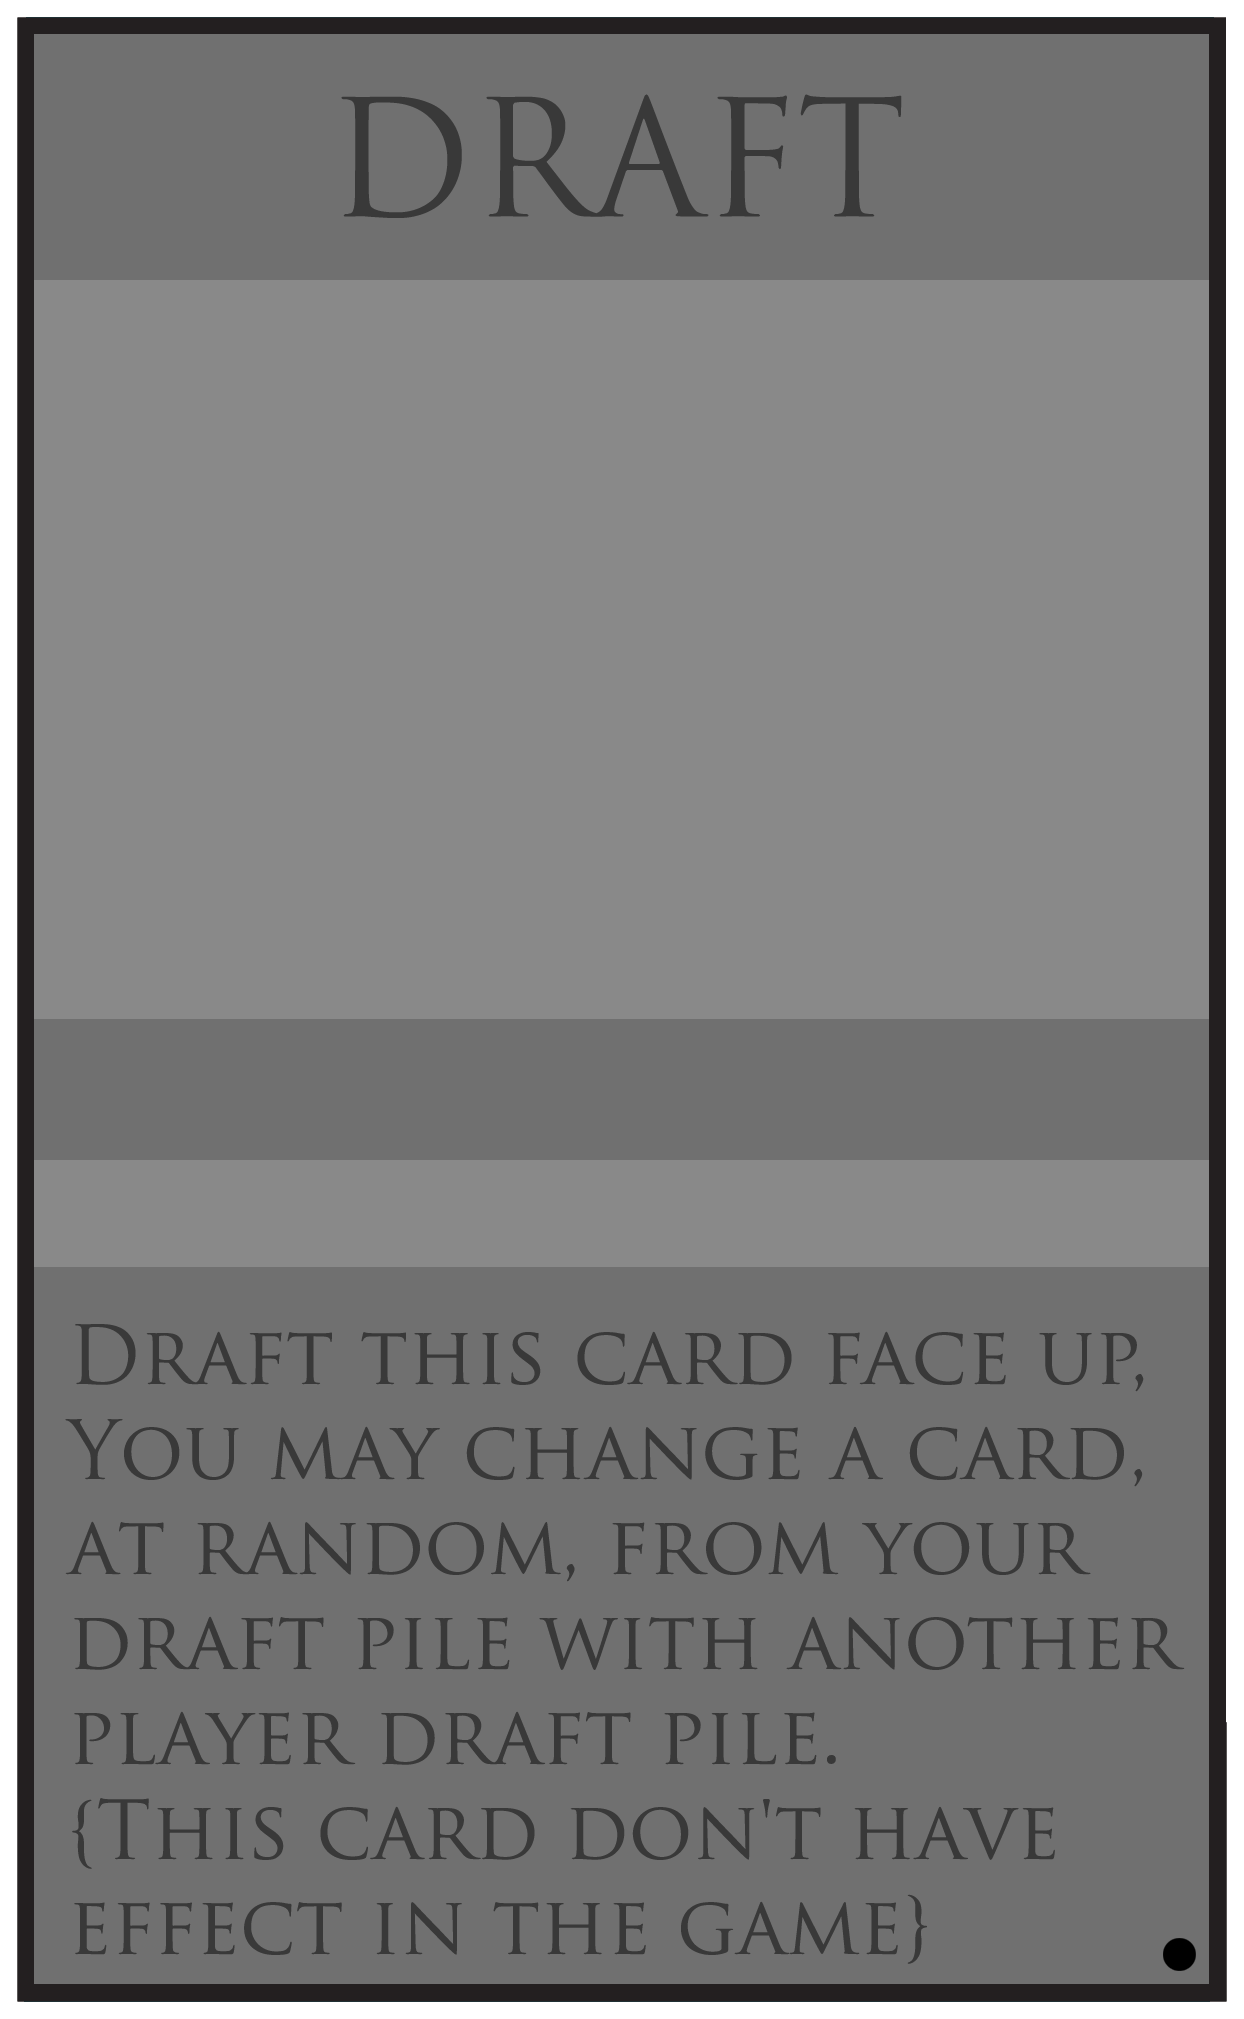 DRAFT
Draft this card face up,
You may change a card,
at random, from your
draft pile with another
player draft pile.
{This card don't have
effect in the game}